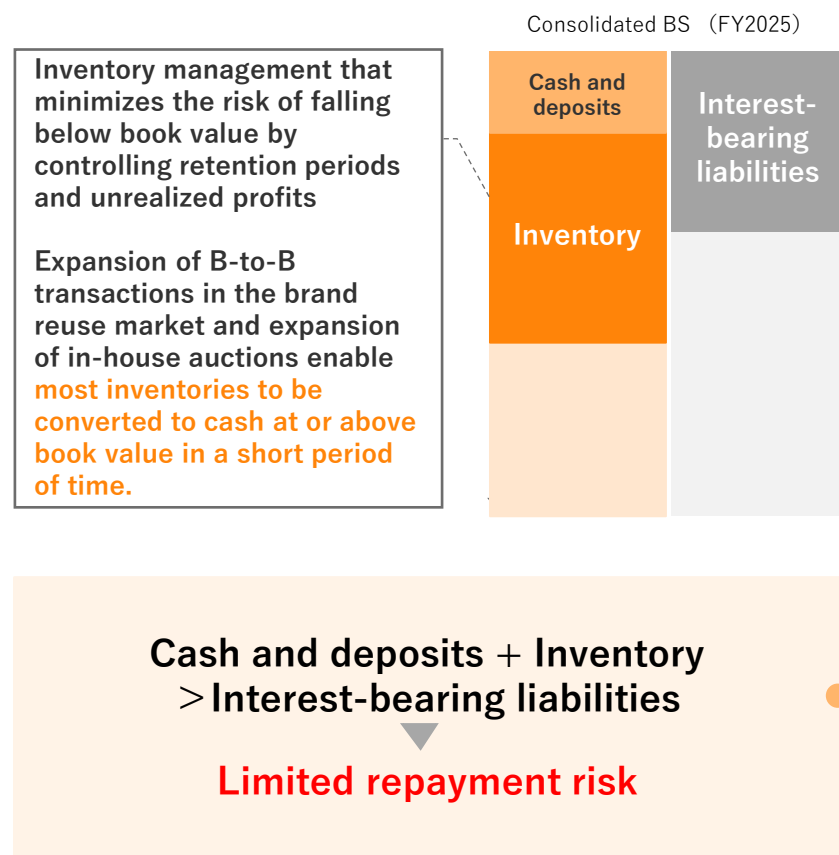 Consolidated BS （FY2025）
Inventory management that
minimizes the risk of falling
below book value by
controlling retention periods
and unrealized profits
Expansion of B-to-B
transactions in the brand
reuse market and expansion
of in-house auctions enable
most inventories to be
converted to cash at or above
book value in a short period
of time.
Cash and
deposits
Inventory
Interest-
bearing
liabilities
Cash and deposits + Inventory
＞Interest-bearing liabilities
Limited repayment risk